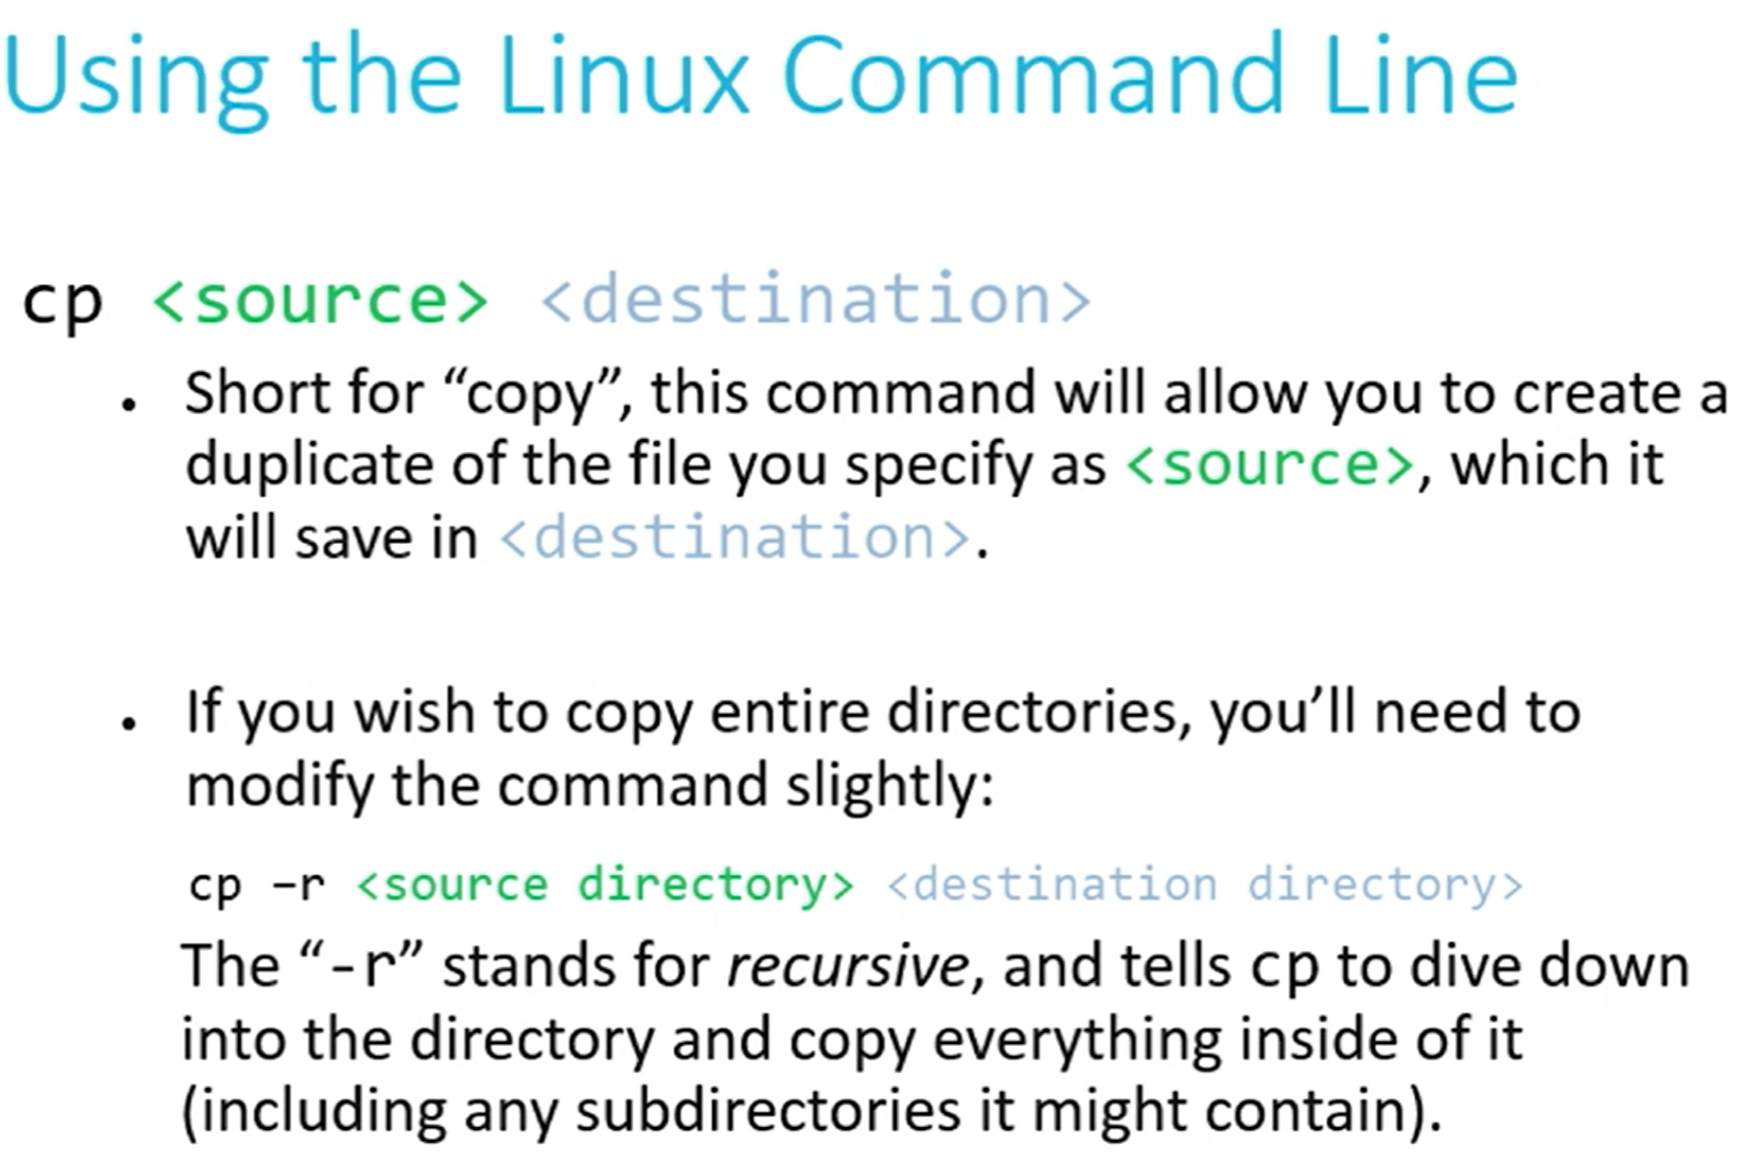 Using the Linux Command Line
cp <source> <destination>
• Short for “copy”, this command will allow you to create a
duplicate of the file you specify as <source>, which it
will save in <destination>.
• If you wish to copy entire directories, you’ll need to
modify the command slightly:
cp –r <source directory> <destination directory>
The “-r” stands for recursive, and tells cp to dive down
into the directory and copy everything inside of it
(including any subdirectories it might contain).